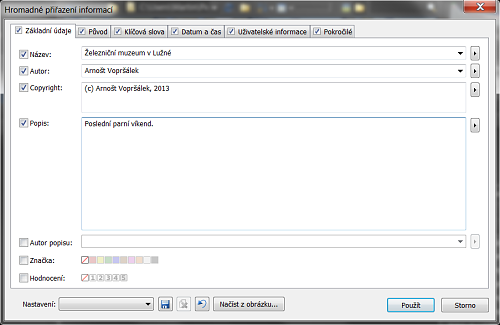 Hromadné přiřazení informací
Základní údaje Původ Klíčová slova Datum a čas Uživatelské informace Pokročilé
Název: Železniční muzeum v Lužné
Autor: Arnošt Vopršálek
Copyright: (c) Arnošt Vopršálek, 2013
Popis: Poslední parní víkend.
Autor popisu:
Značka:
Hodnocení: 1 2 3 4 5
Nastavení: Načíst z obrázku... Použít Storno